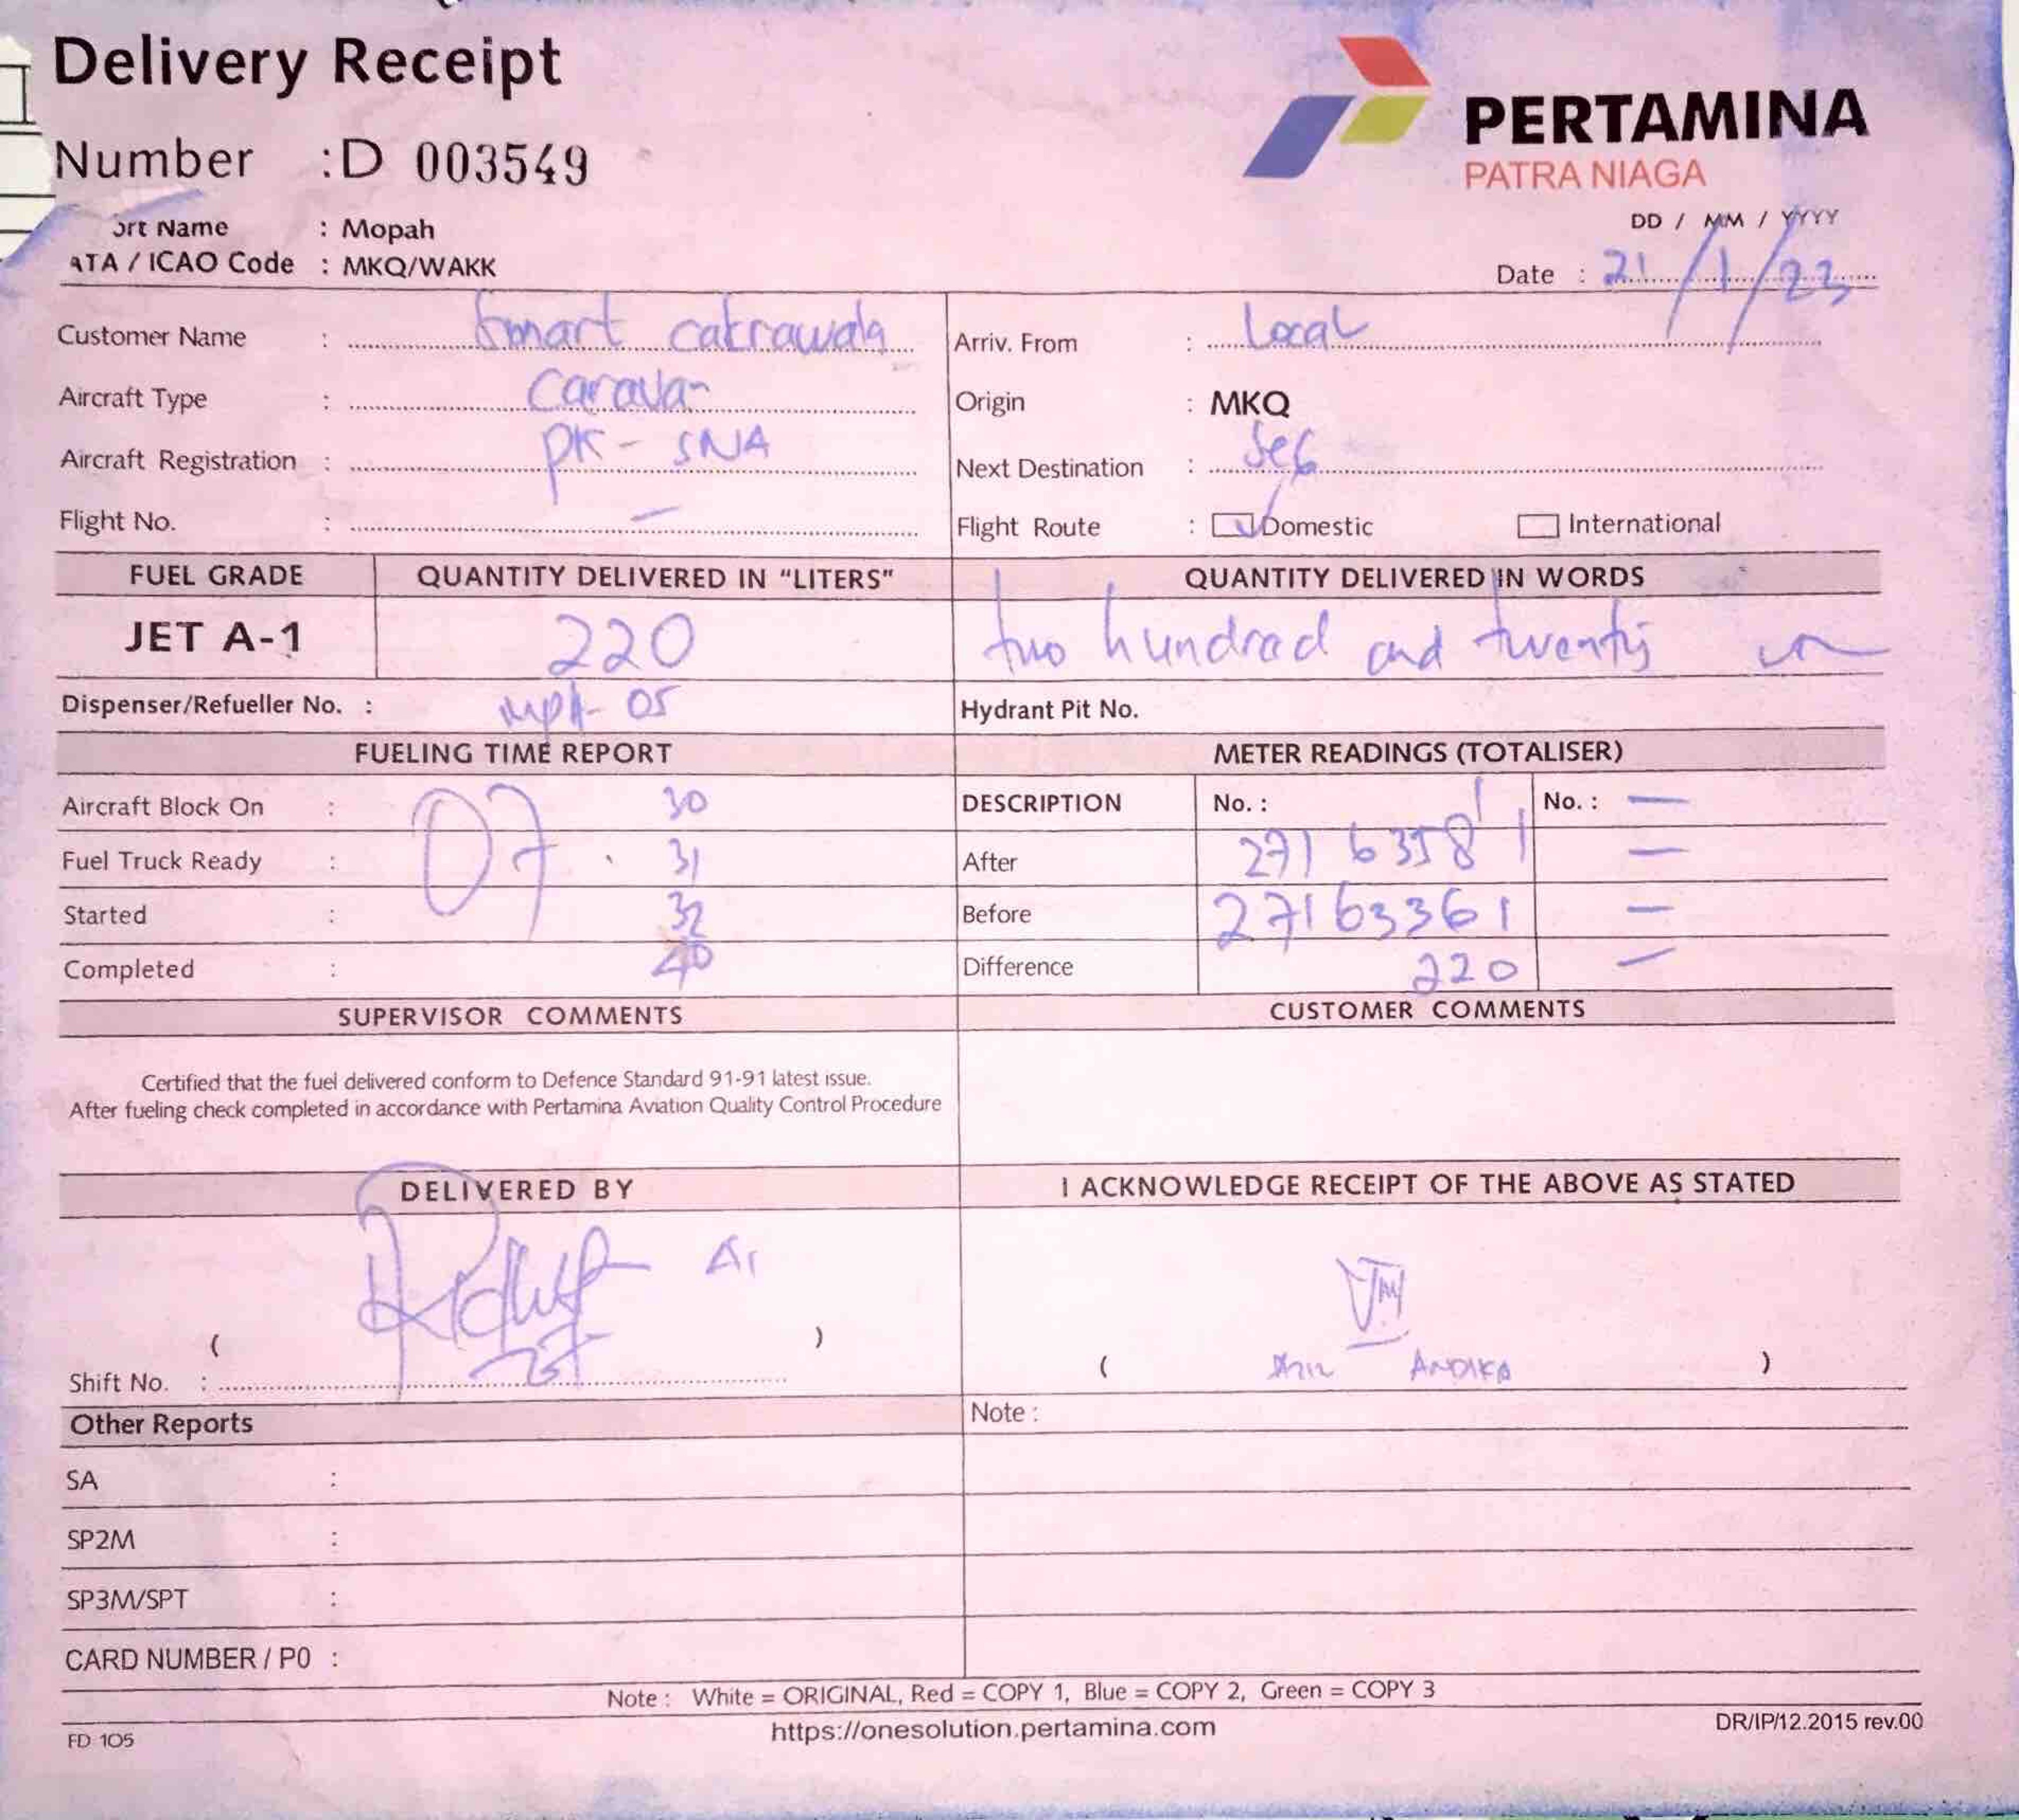 Delivery Receipt
Number : D 003549
PERTAMINA
PATRA NIAGA
ort Name : Mopah
ATA / ICAO Code : MKQ/WAKK
DD / MM / YYYY
Date : 21/1/23
Customer Name : Smart cakrawala
Arriv. From : Local
Aircraft Type : Caravan
Origin : MKQ
Aircraft Registration : PK - SNA
Next Destination :
Flight No. : –
Flight Route : Domestic International
FUEL GRADE QUANTITY DELIVERED IN "LITERS" QUANTITY DELIVERED IN WORDS
JET A-1 220 two hundred and twenty
Dispenser/Refueller No. : 05
Hydrant Pit No.
FUELING TIME REPORT METER READINGS (TOTALISER)
Aircraft Block On : 07 30
DESCRIPTION No. : No. : –
Fuel Truck Ready : 31
After 27163581 –
Started : 32
Before 27163361 –
Completed : 40
Difference 220 –
SUPERVISOR COMMENTS CUSTOMER COMMENTS
Certified that the fuel delivered conform to Defence Standard 91-91 latest issue.
After fueling check completed in accordance with Pertamina Aviation Quality Control Procedure
DELIVERED BY I ACKNOWLEDGE RECEIPT OF THE ABOVE AS STATED
( )
( ANDIKA )
Shift No. :
Other Reports
Note :
SA :
SP2M :
SP3M/SPT :
CARD NUMBER / P0 :
Note : White = ORIGINAL, Red = COPY 1, Blue = COPY 2, Green = COPY 3
FD 105
https://onesolution.pertamina.com
DR/IP/12.2015 rev.00